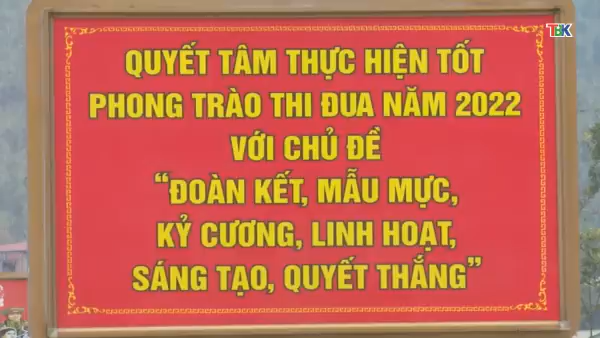 TBK
QUYẾT TÂM THỰC HIỆN TỐT
PHONG TRÀO THI ĐUA NĂM 2022
VỚI CHỦ ĐỀ
“ĐOÀN KẾT, MẪU MỰC,
KỶ CƯƠNG, LINH HOẠT,
SÁNG TẠO, QUYẾT THẮNG”